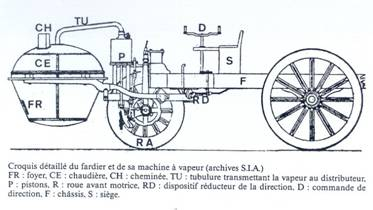 CH
TU
D
CE
P
S
F
FR
RD
RA
Croquis détaillé du fardier et de sa machine à vapeur (archives S.I.A.)
FR : foyer, CE : chaudière, CH : cheminée, TU : tubulure transmettant la vapeur au distributeur,
P : pistons, R : roue avant motrice, RD : dispositif réducteur de la direction, D : commande de
direction, F : châssis, S : siège.